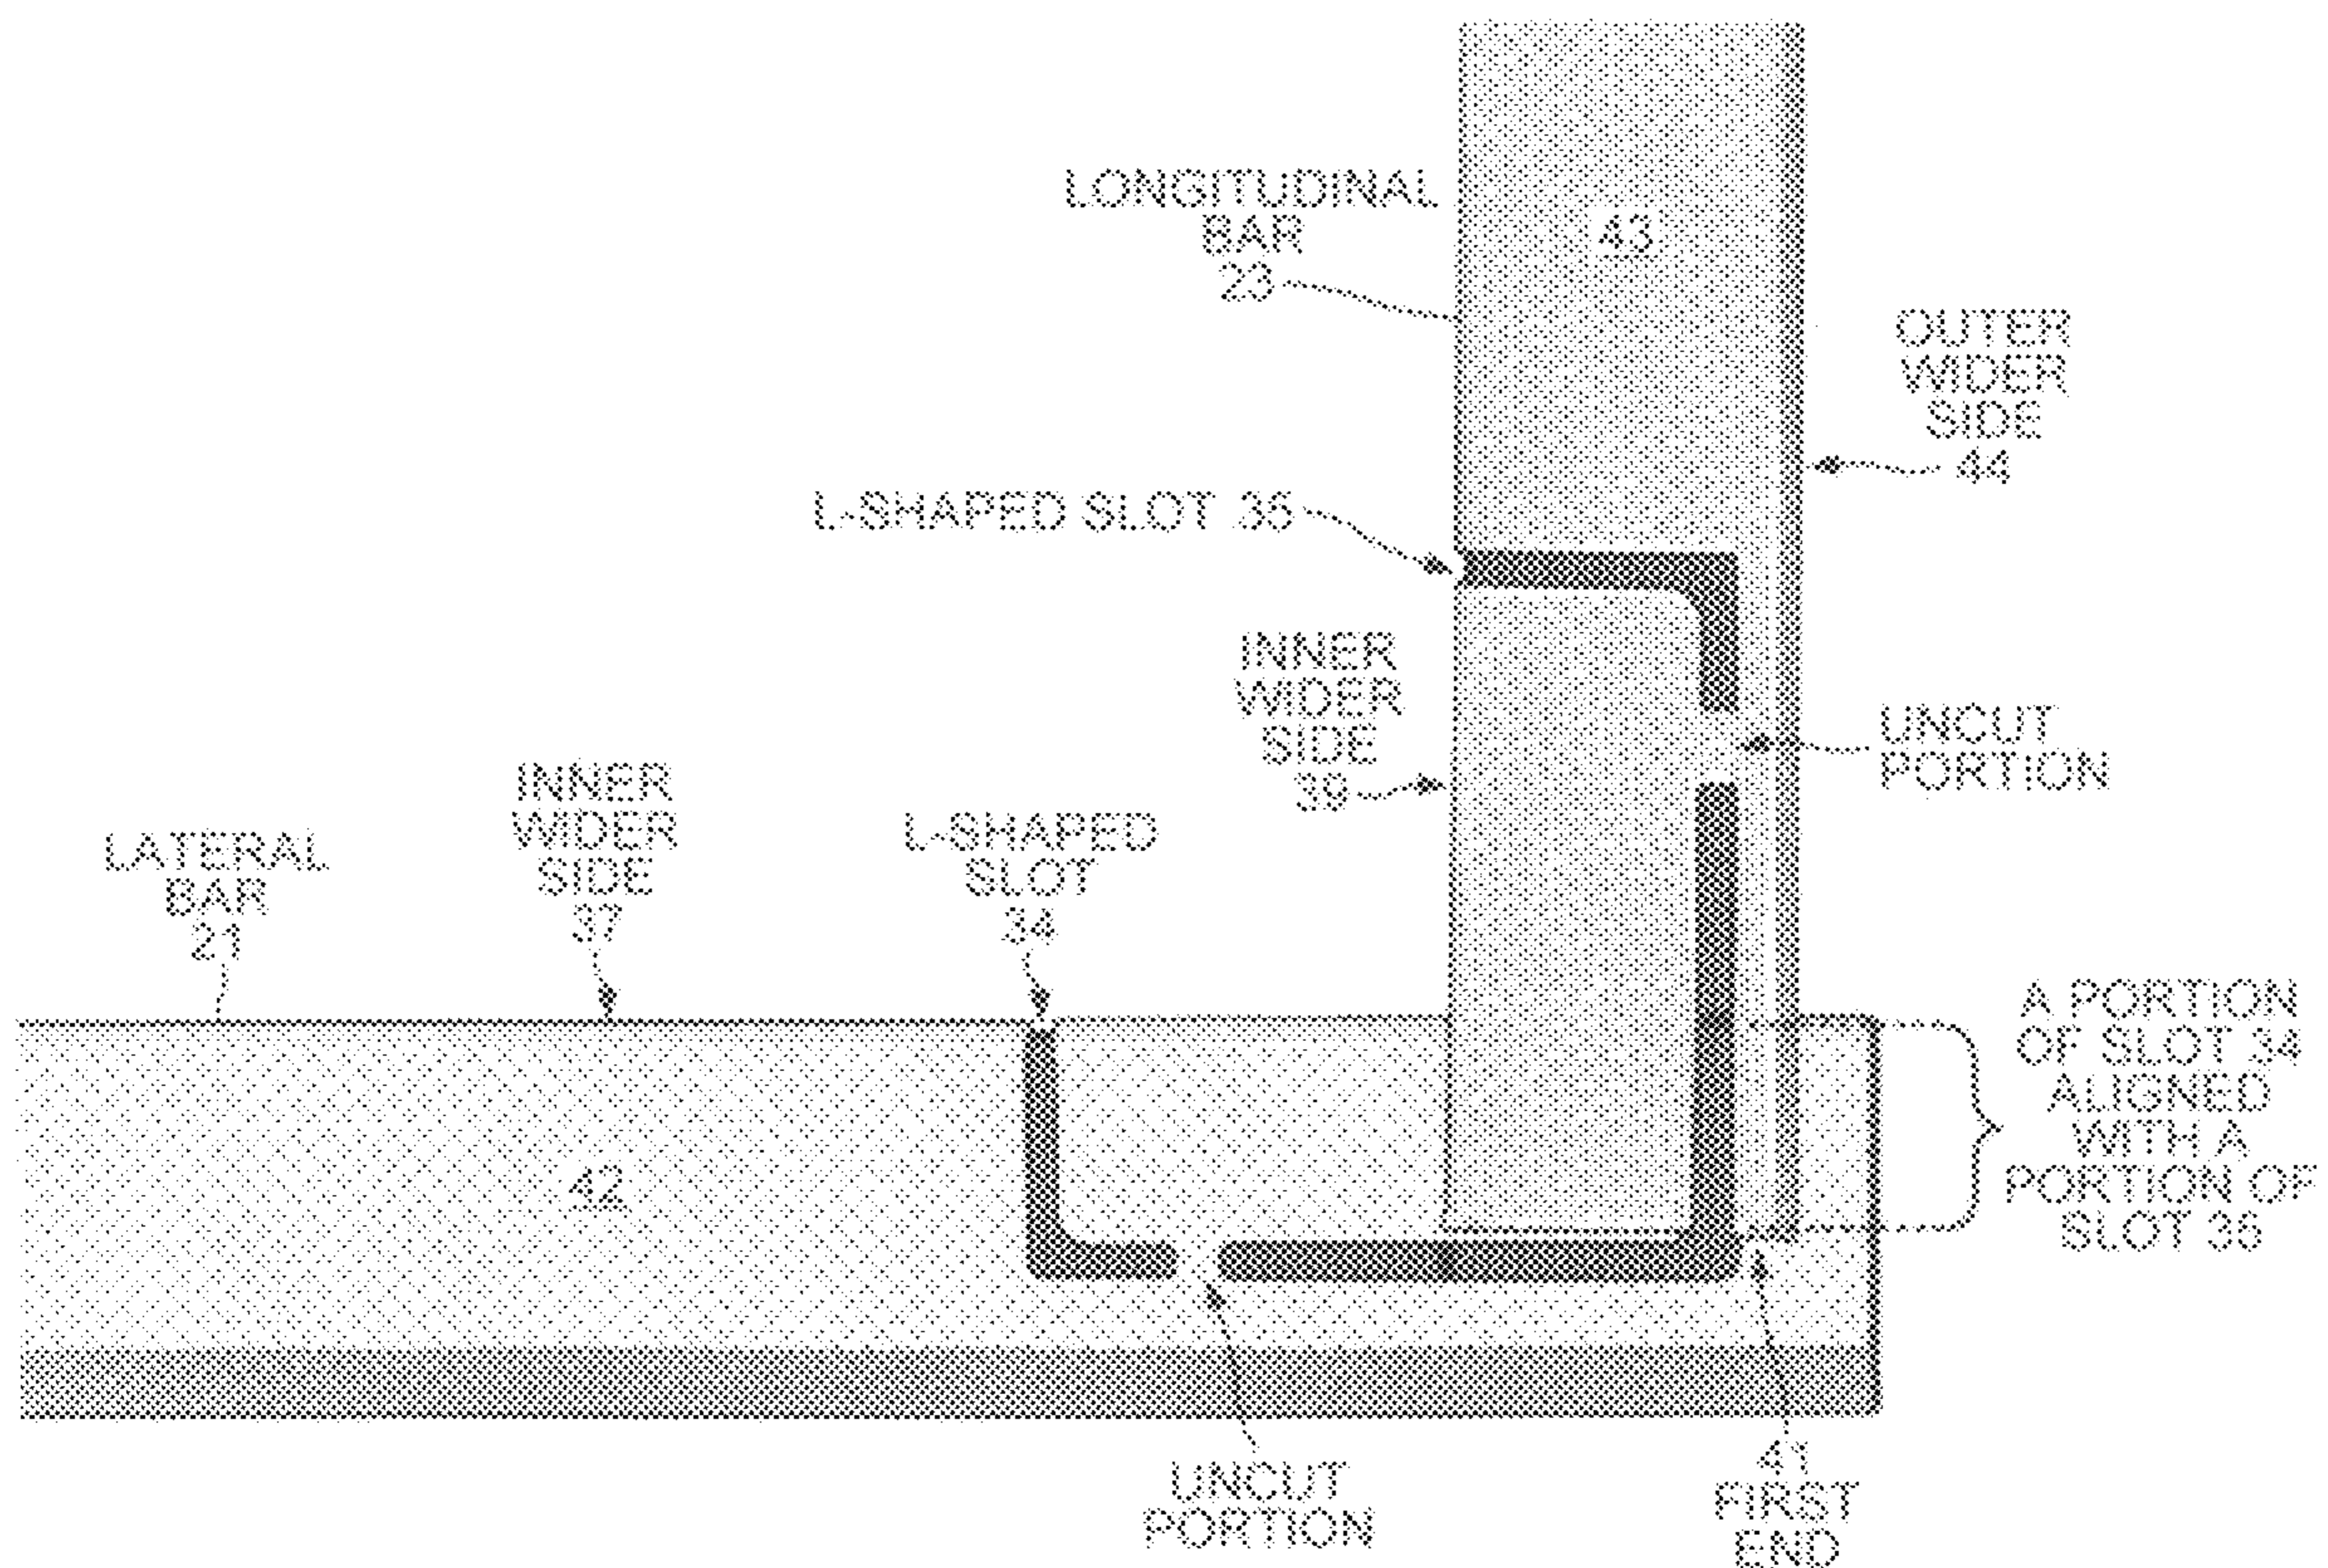 LONGITUDINAL
BAR
23
43
OUTER
WIDER
SIDE
44
L-SHAPED SLOT 35
INNER
WIDER
SIDE
39
UNCUT
PORTION
INNER
WIDER
SIDE
37
L-SHAPED
SLOT
34
LATERAL
BAR
21
A PORTION
OF SLOT 34
ALIGNED
WITH A
PORTION OF
SLOT 35
42
UNCUT
PORTION
41
FIRST
END